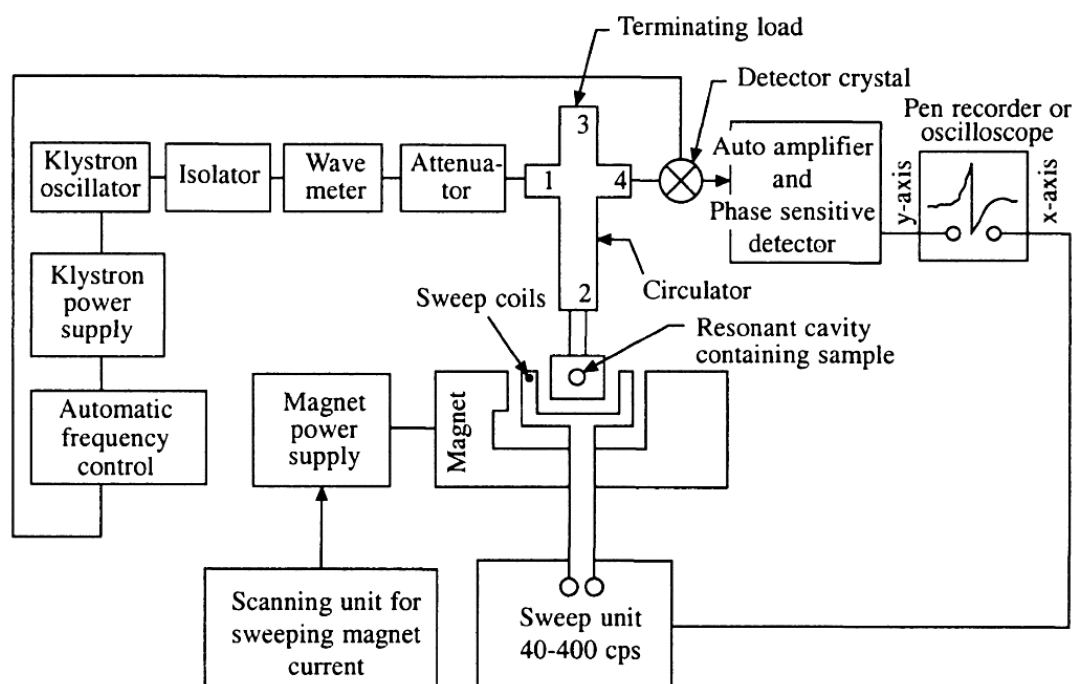 Terminating load
Detector crystal
Pen recorder or
oscilloscope
3
Klystron
oscillator
Isolator
Wave
meter
Attenua-
tor
1
4
Auto amplifier
and
Phase sensitive
detector
y-axis
x-axis
Klystron
power
supply
Sweep coils
2
Circulator
Resonant cavity
containing sample
Automatic
frequency
control
Magnet
power
supply
Magnet
Scanning unit for
sweeping magnet
current
Sweep unit
40-400 cps